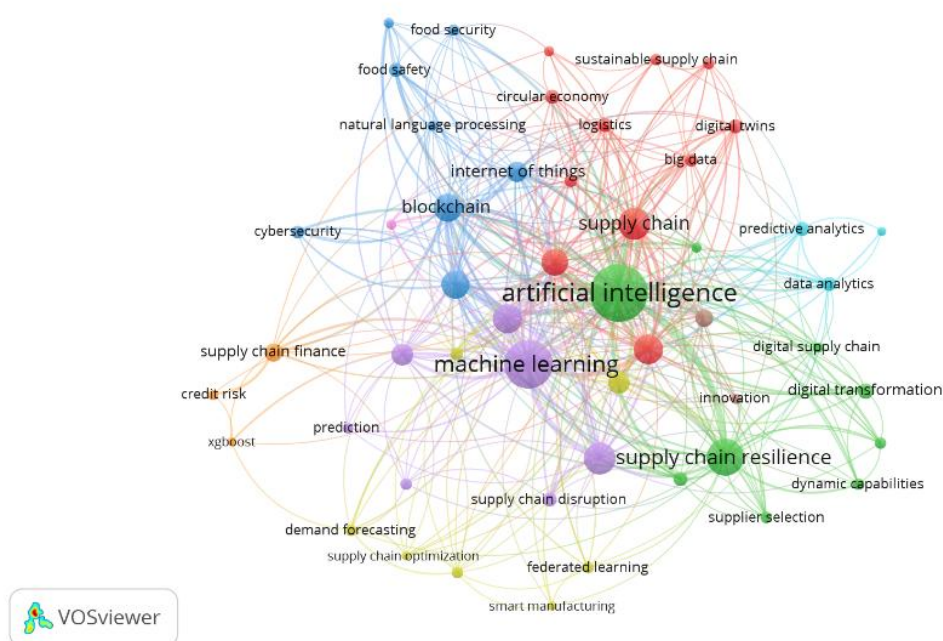 food security
sustainable supply chain
food safety
circular economy
natural language processing
logistics
digital twins
big data
internet of things
blockchain
supply chain
cybersecurity
predictive analytics
artificial intelligence
data analytics
supply chain finance
machine learning
digital supply chain
credit risk
innovation
digital transformation
prediction
xgboost
supply chain resilience
dynamic capabilities
supply chain disruption
supplier selection
demand forecasting
supply chain optimization
federated learning
smart manufacturing
VOSviewer